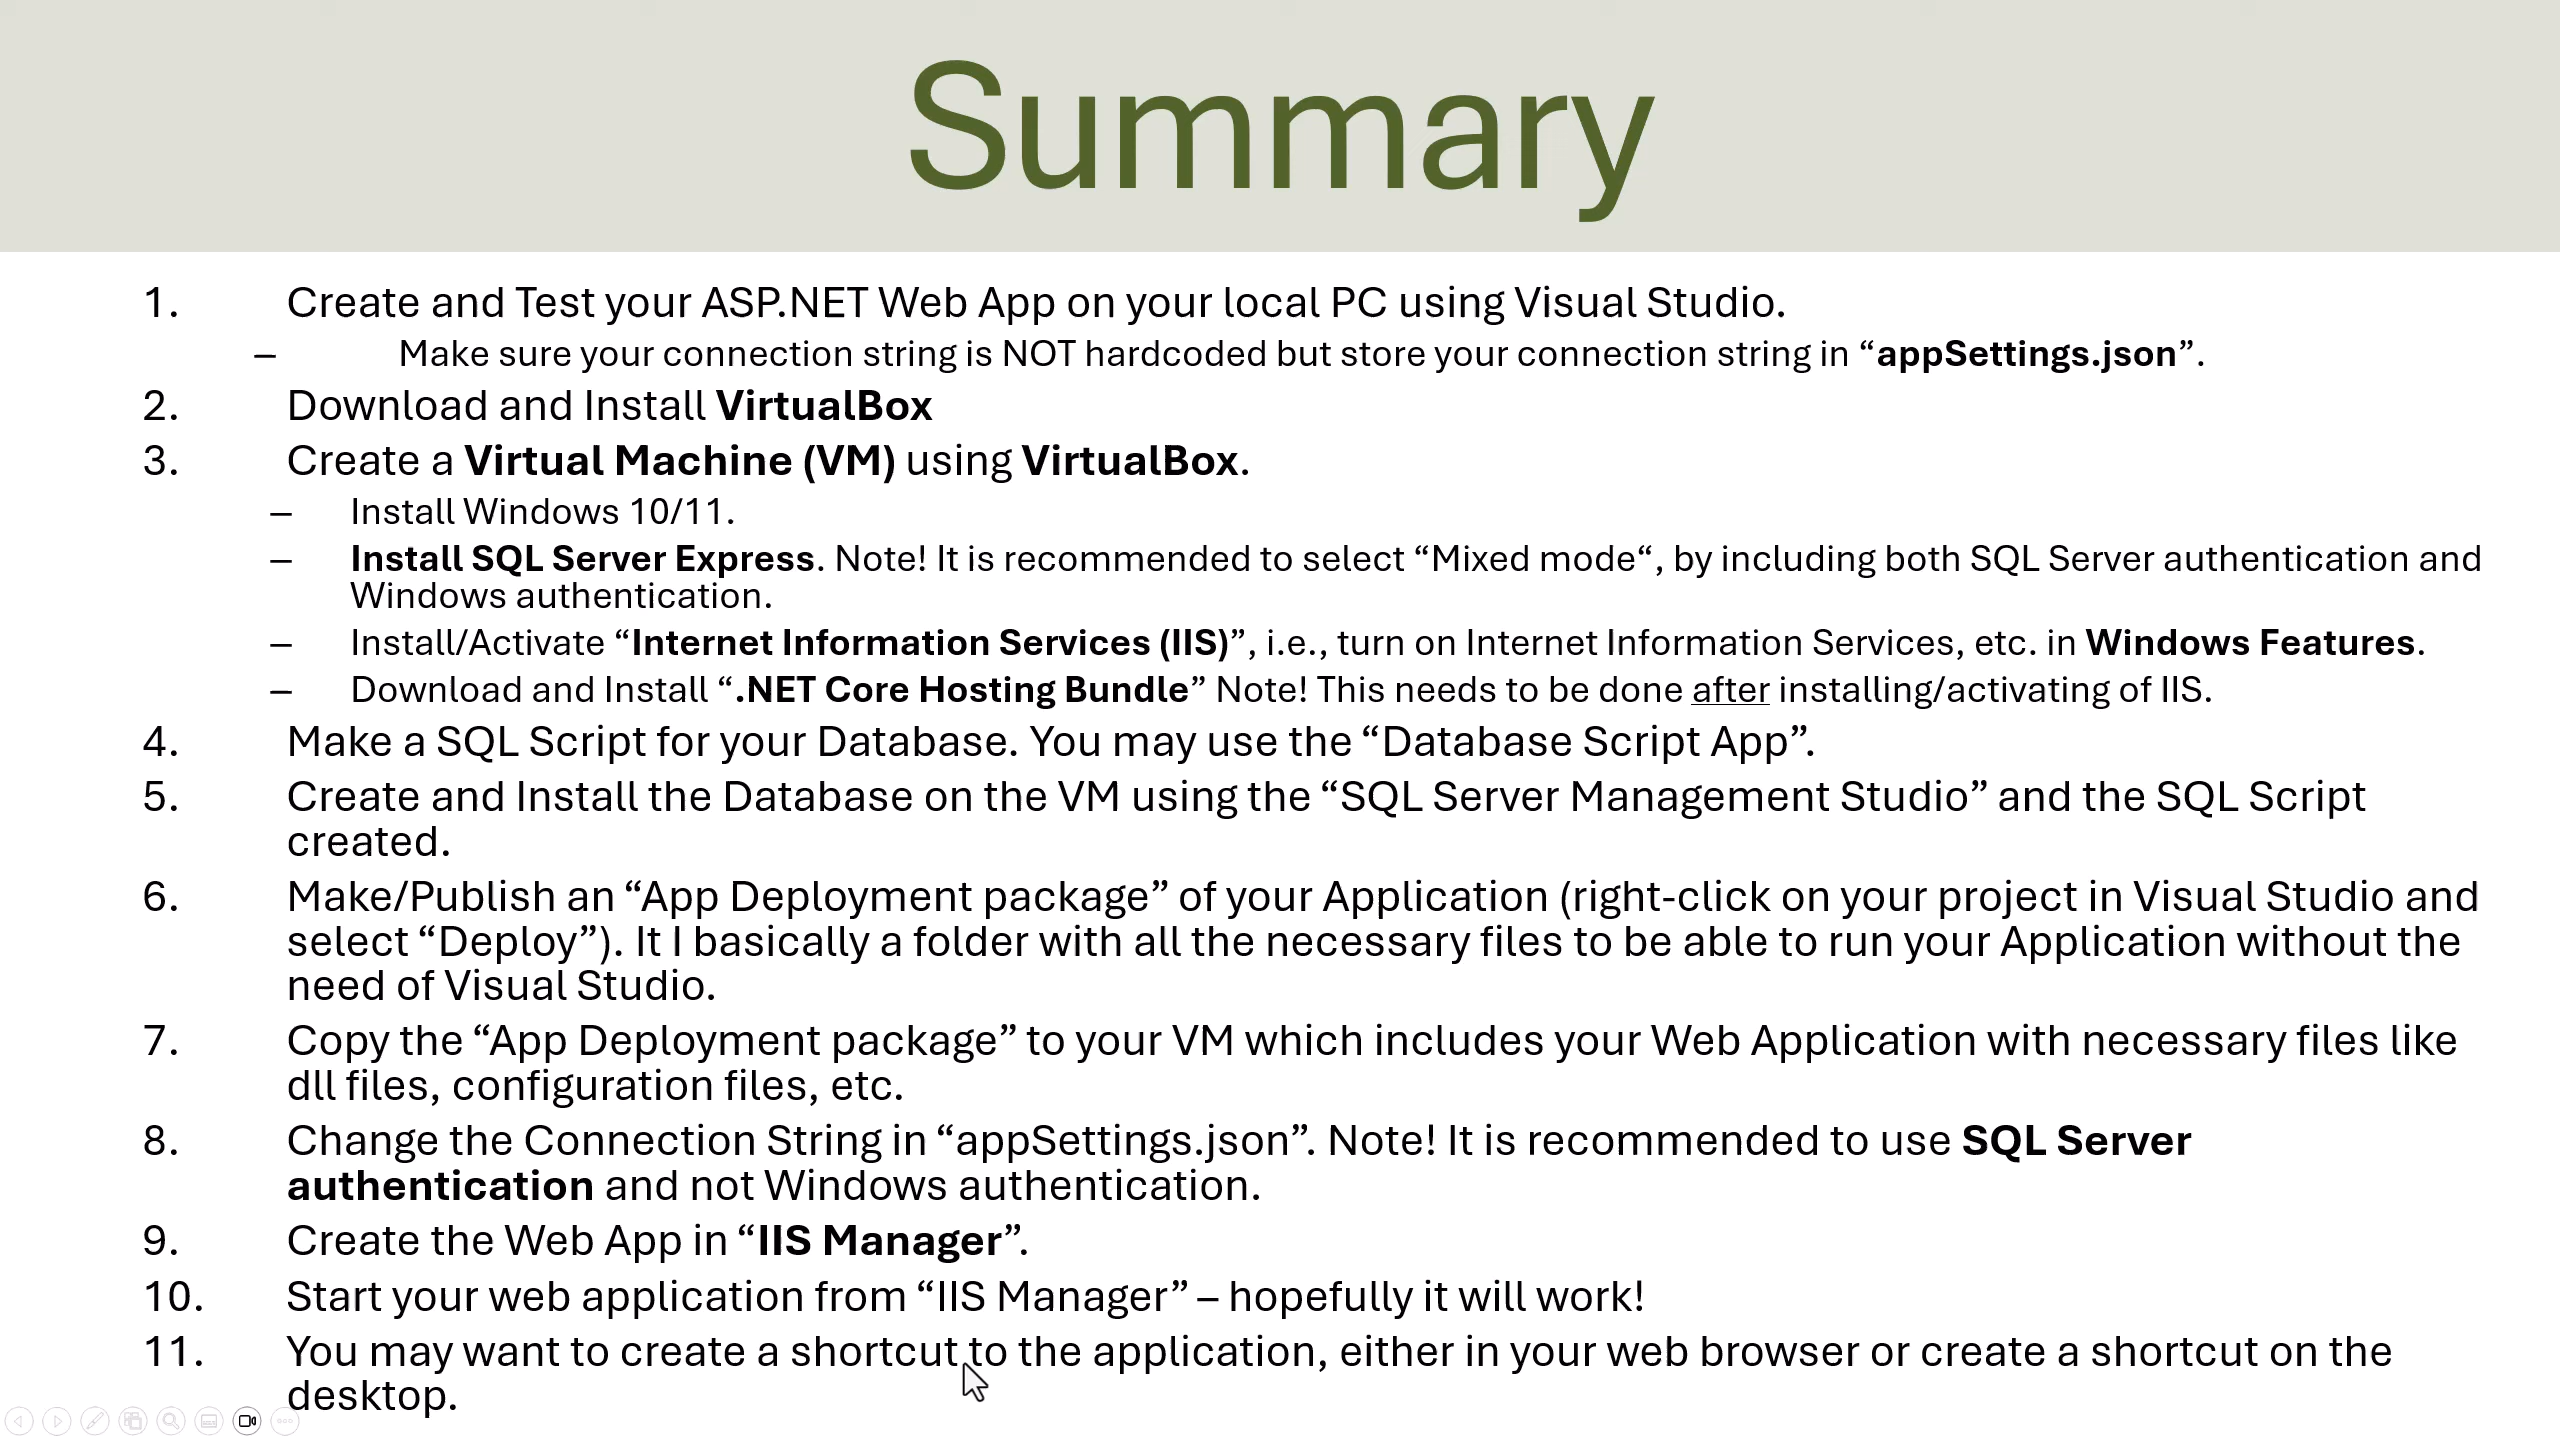 Summary
1. Create and Test your ASP.NET Web App on your local PC using Visual Studio.
– Make sure your connection string is NOT hardcoded but store your connection string in “appSettings.json”.
2. Download and Install VirtualBox
3. Create a Virtual Machine (VM) using VirtualBox.
– Install Windows 10/11.
– Install SQL Server Express. Note! It is recommended to select “Mixed mode“, by including both SQL Server authentication and
Windows authentication.
– Install/Activate “Internet Information Services (IIS)”, i.e., turn on Internet Information Services, etc. in Windows Features.
– Download and Install “.NET Core Hosting Bundle” Note! This needs to be done after installing/activating of IIS.
4. Make a SQL Script for your Database. You may use the “Database Script App”.
5. Create and Install the Database on the VM using the “SQL Server Management Studio” and the SQL Script
created.
6. Make/Publish an “App Deployment package” of your Application (right-click on your project in Visual Studio and
select “Deploy”). It I basically a folder with all the necessary files to be able to run your Application without the
need of Visual Studio.
7. Copy the “App Deployment package” to your VM which includes your Web Application with necessary files like
dll files, configuration files, etc.
8. Change the Connection String in “appSettings.json”. Note! It is recommended to use SQL Server
authentication and not Windows authentication.
9. Create the Web App in “IIS Manager”.
10. Start your web application from “IIS Manager” – hopefully it will work!
11. You may want to create a shortcut to the application, either in your web browser or create a shortcut on the
desktop.